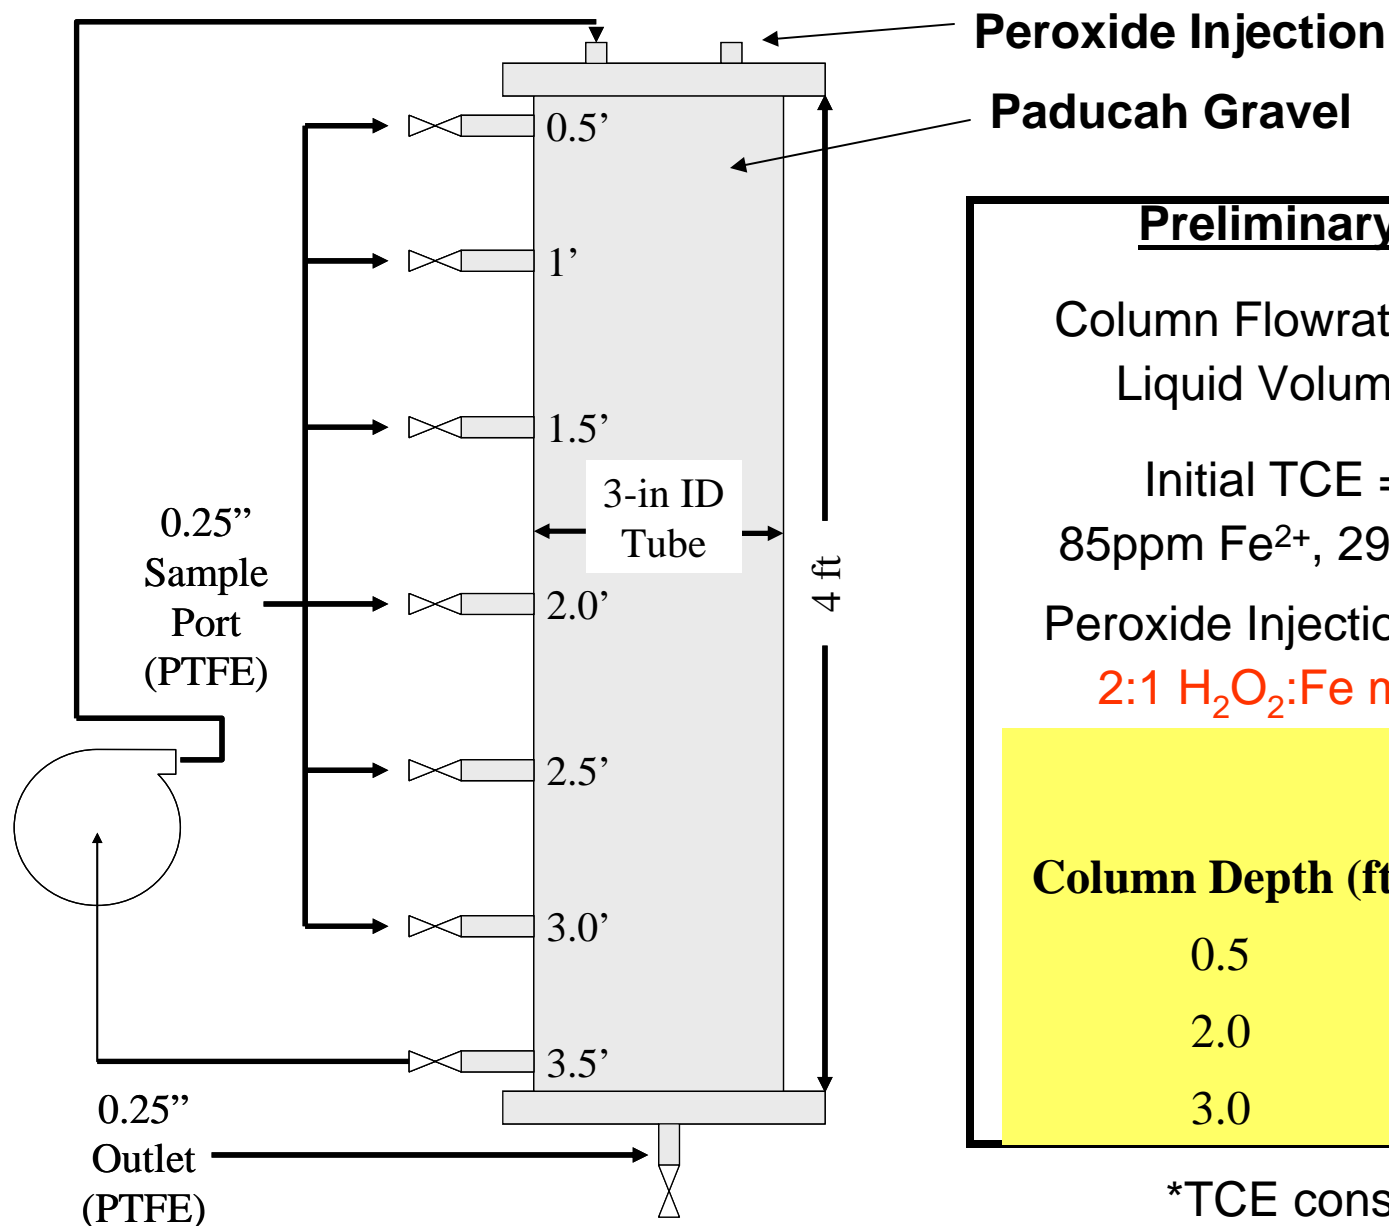 Peroxide Injection
Paducah Gravel
0.5’
1’
1.5’
2.0’
2.5’
3.0’
3.5’
3-in ID
Tube
4 ft
0.25”
Sample
Port
(PTFE)
0.25”
Outlet
(PTFE)
Preliminary
Column Flowrat
Liquid Volum
Initial TCE =
85ppm Fe²⁺, 29
Peroxide Injectio
2:1 H₂O₂:Fe m
Column Depth (ft
0.5
2.0
3.0
*TCE cons